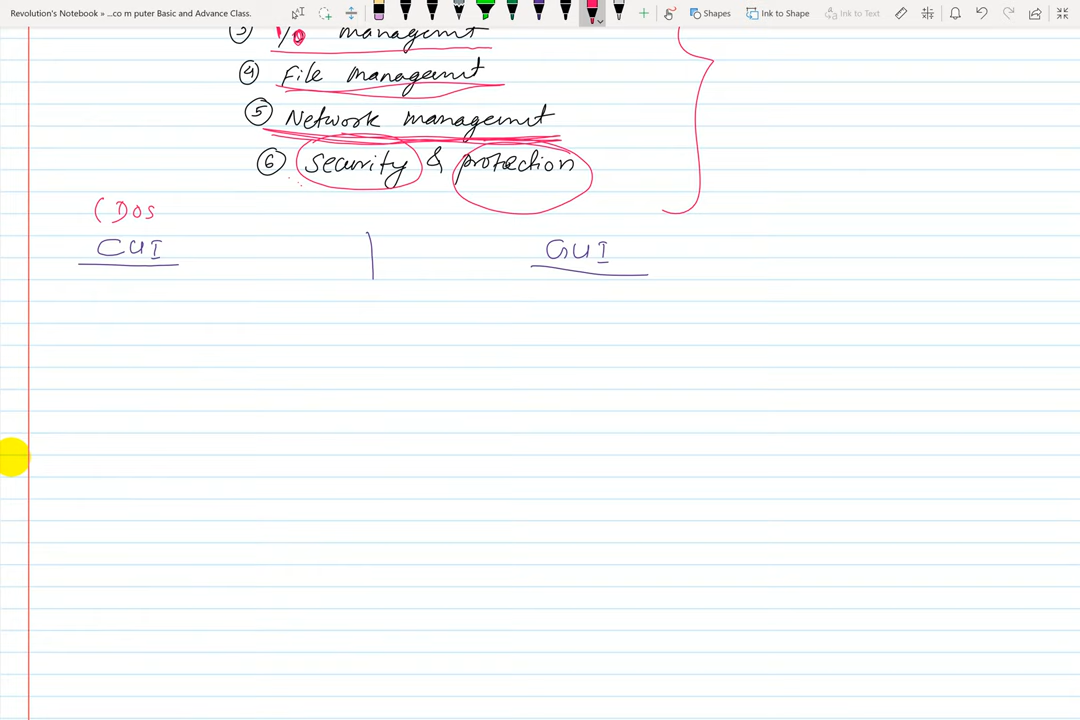 Revolution's Notebook » ...co m puter Basic and Advance Class.
Shapes
Ink to Shape
Ink to Text
③ I/O managemt
④ File managemt
⑤ Network managemt
⑥ Security & protection
( DOS
CUI | GUI